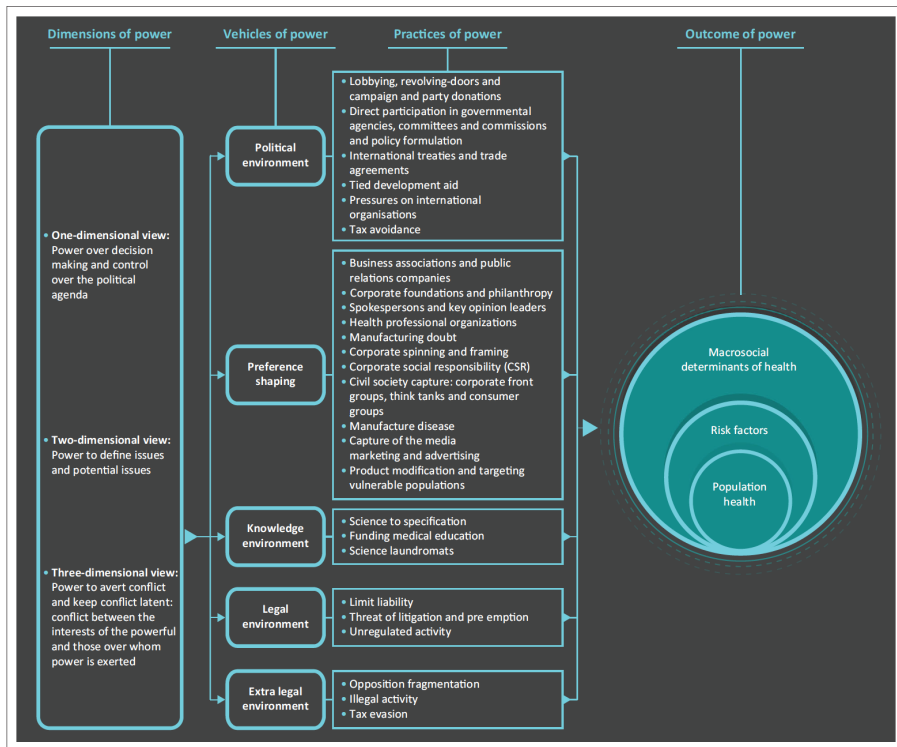 Dimensions of power
Vehicles of power
Practices of power
Outcome of power
• One-dimensional view:
Power over decision
making and control
over the political
agenda
• Two-dimensional view:
Power to define issues
and potential issues
• Three-dimensional view:
Power to avert conflict
and keep conflict latent:
conflict between the
interests of the powerful
and those over whom
power is exerted
Political
environment
• Lobbying, revolving-doors and
campaign and party donations
• Direct participation in governmental
agencies, committees and commissions
and policy formulation
• International treaties and trade
agreements
• Tied development aid
• Pressures on international
organisations
• Tax avoidance
Preference
shaping
• Business associations and public
relations companies
• Corporate foundations and philanthropy
• Spokespersons and key opinion leaders
• Health professional organizations
• Manufacturing doubt
• Corporate spinning and framing
• Corporate social responsibility (CSR)
• Civil society capture: corporate front
groups, think tanks and consumer
groups
• Manufacture disease
• Capture of the media
marketing and advertising
• Product modification and targeting
vulnerable populations
Knowledge
environment
• Science to specification
• Funding medical education
• Science laundromats
Legal
environment
• Limit liability
• Threat of litigation and pre emption
• Unregulated activity
Extra legal
environment
• Opposition fragmentation
• Illegal activity
• Tax evasion
Macrosocial
determinants of health
Risk factors
Population
health